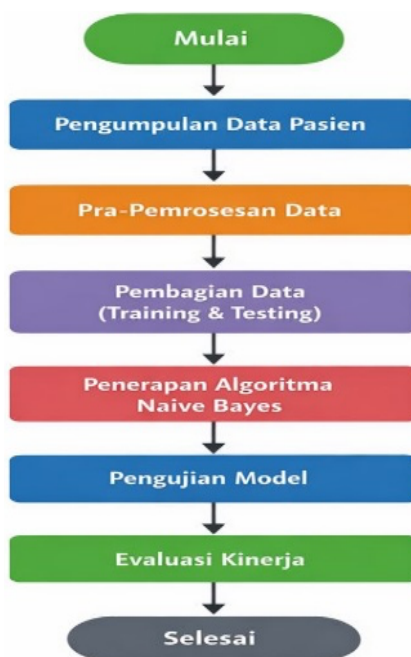 Mulai
Pengumpulan Data Pasien
Pra-Pemrosesan Data
Pembagian Data
(Training & Testing)
Penerapan Algoritma
Naive Bayes
Pengujian Model
Evaluasi Kinerja
Selesai